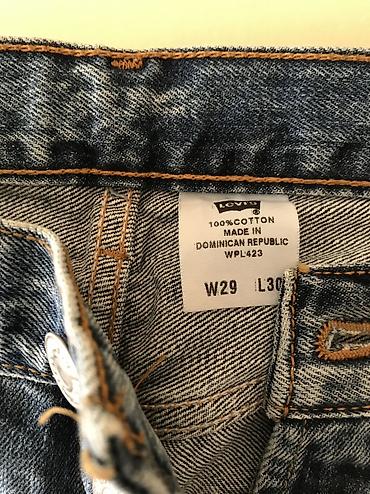 LEVI'S ®
100%COTTON
MADE IN
DOMINICAN REPUBLIC
WPL423
W29 L30